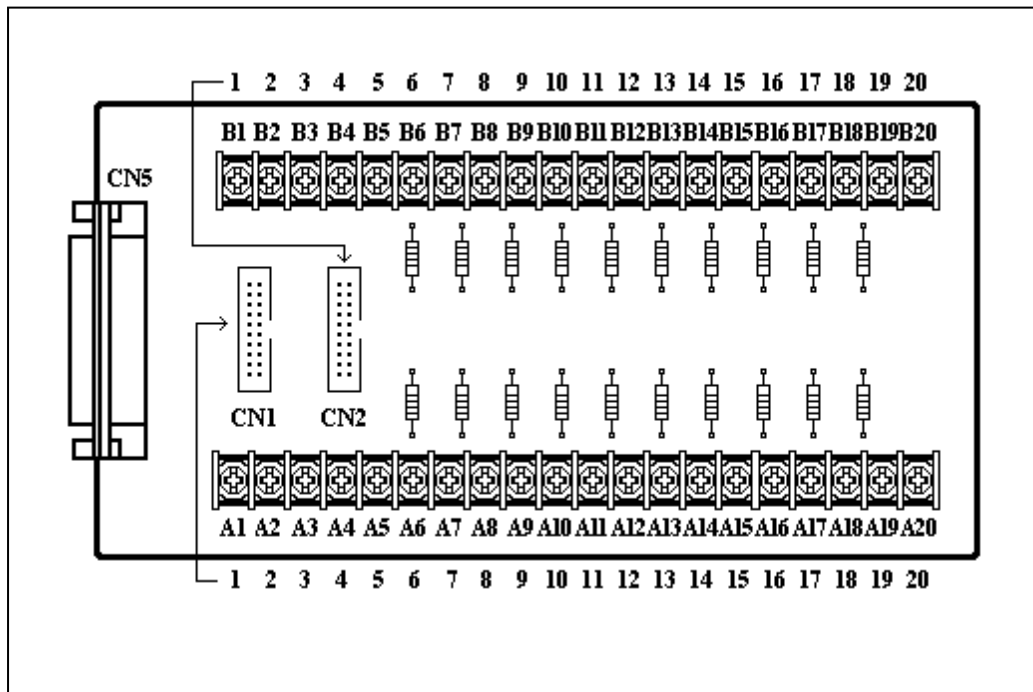 1 2 3 4 5 6 7 8 9 10 11 12 13 14 15 16 17 18 19 20
B1 B2 B3 B4 B5 B6 B7 B8 B9 B10 B11 B12 B13 B14 B15 B16 B17 B18 B19 B20
CN5
CN1 CN2
A1 A2 A3 A4 A5 A6 A7 A8 A9 A10 A11 A12 A13 A14 A15 A16 A17 A18 A19 A20
1 2 3 4 5 6 7 8 9 10 11 12 13 14 15 16 17 18 19 20